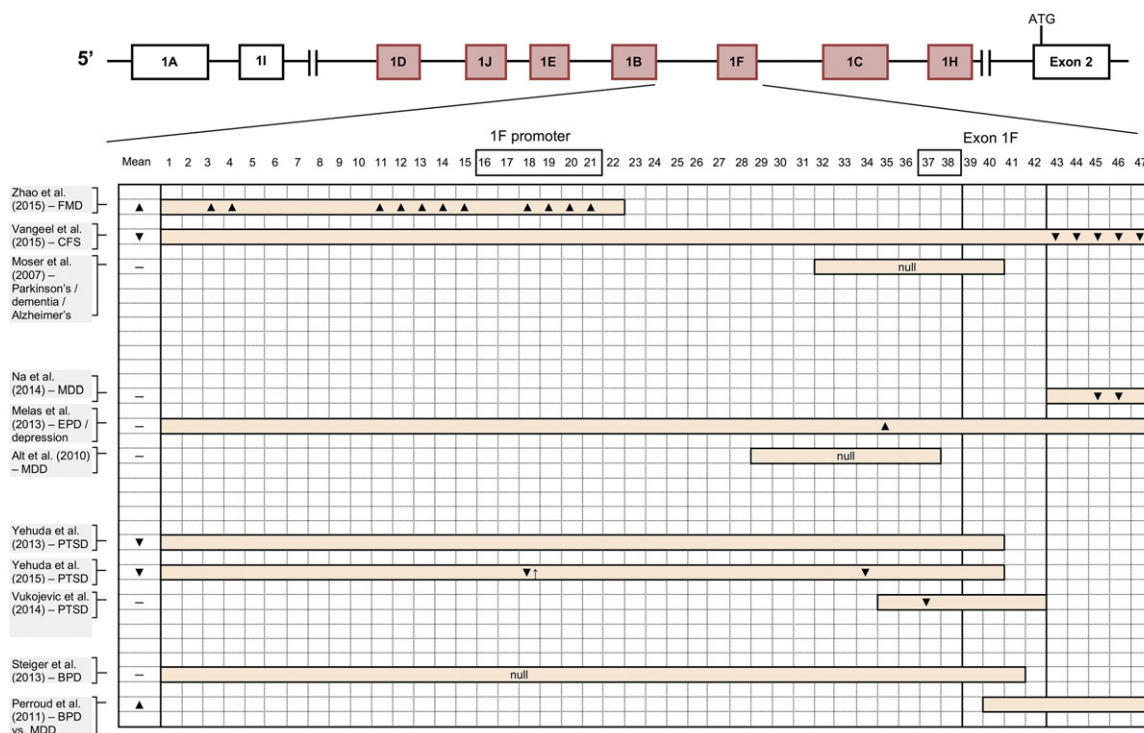 ATG
5’ 1A 1I 1D 1J 1E 1B 1F 1C 1H Exon 2
1F promoter Exon 1F
Mean 1 2 3 4 5 6 7 8 9 10 11 12 13 14 15 16 17 18 19 20 21 22 23 24 25 26 27 28 29 30 31 32 33 34 35 36 37 38 39 40 41 42 43 44 45 46 47
Zhao et al.
(2015) – FMD ▲ ▲ ▲ ▲ ▲ ▲ ▲ ▲ ▲ ▲ ▲ ▲
Vangeel et al.
(2015) – CFS ▼ ▼ ▼ ▼ ▼ ▼
Moser et al. – null
(2007) –
Parkinson’s /
dementia /
Alzheimer’s
Na et al.
(2014) – MDD – ▼ ▼
Melas et al.
(2013) – EPD / – ▲
depression
Alt et al. (2010) – null
– MDD
Yehuda et al.
(2013) – PTSD ▼
Yehuda et al.
(2015) – PTSD ▼ ▼ ↑ ▼
Vukojevic et al.
(2014) – PTSD – ▼
Steiger et al.
(2013) – BPD – null
Perroud et al. ▲
(2011) – BPD
vs. MDD